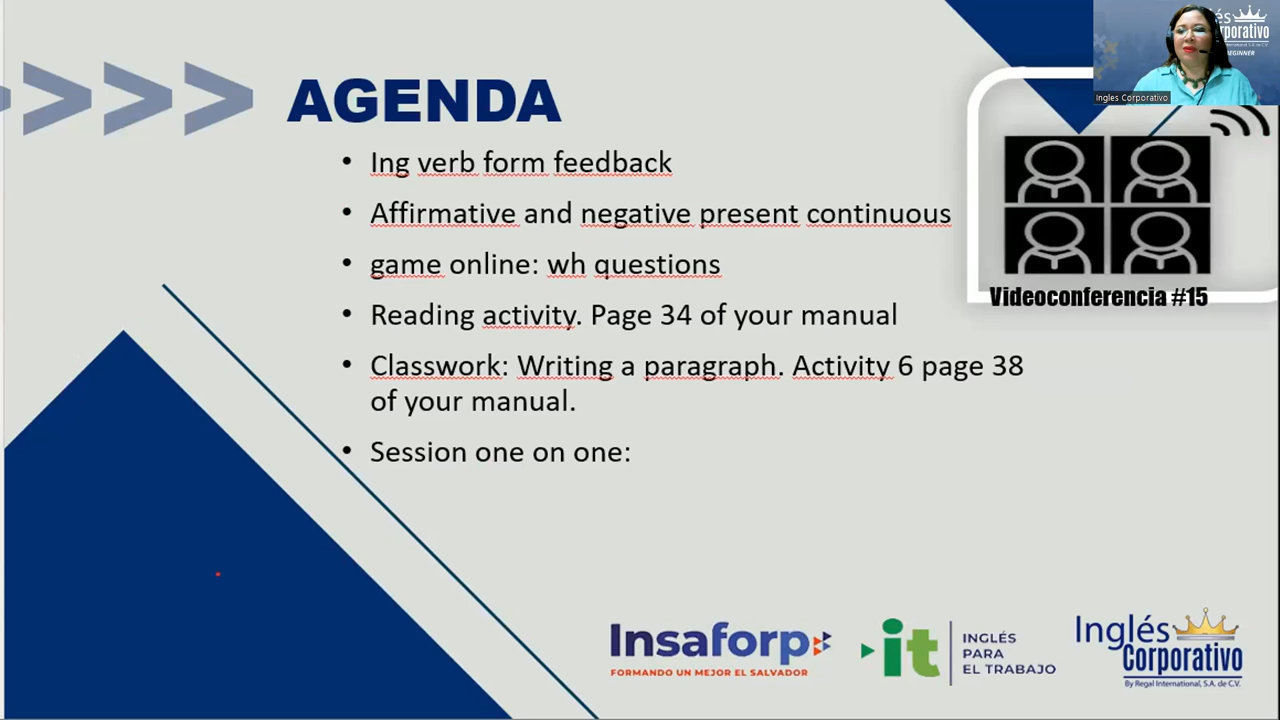 AGENDA
• Ing verb form feedback
• Affirmative and negative present continuous
• game online: wh questions
• Reading activity. Page 34 of your manual
• Classwork: Writing a paragraph. Activity 6 page 38
of your manual.
• Session one on one:
Videoconferencia #15
Ingles Corporativo
Insaforp
FORMANDO UN MEJOR EL SALVADOR
it
INGLÉS
PARA
EL TRABAJO
Inglés
Corporativo
By Regal International, S.A. de C.V.